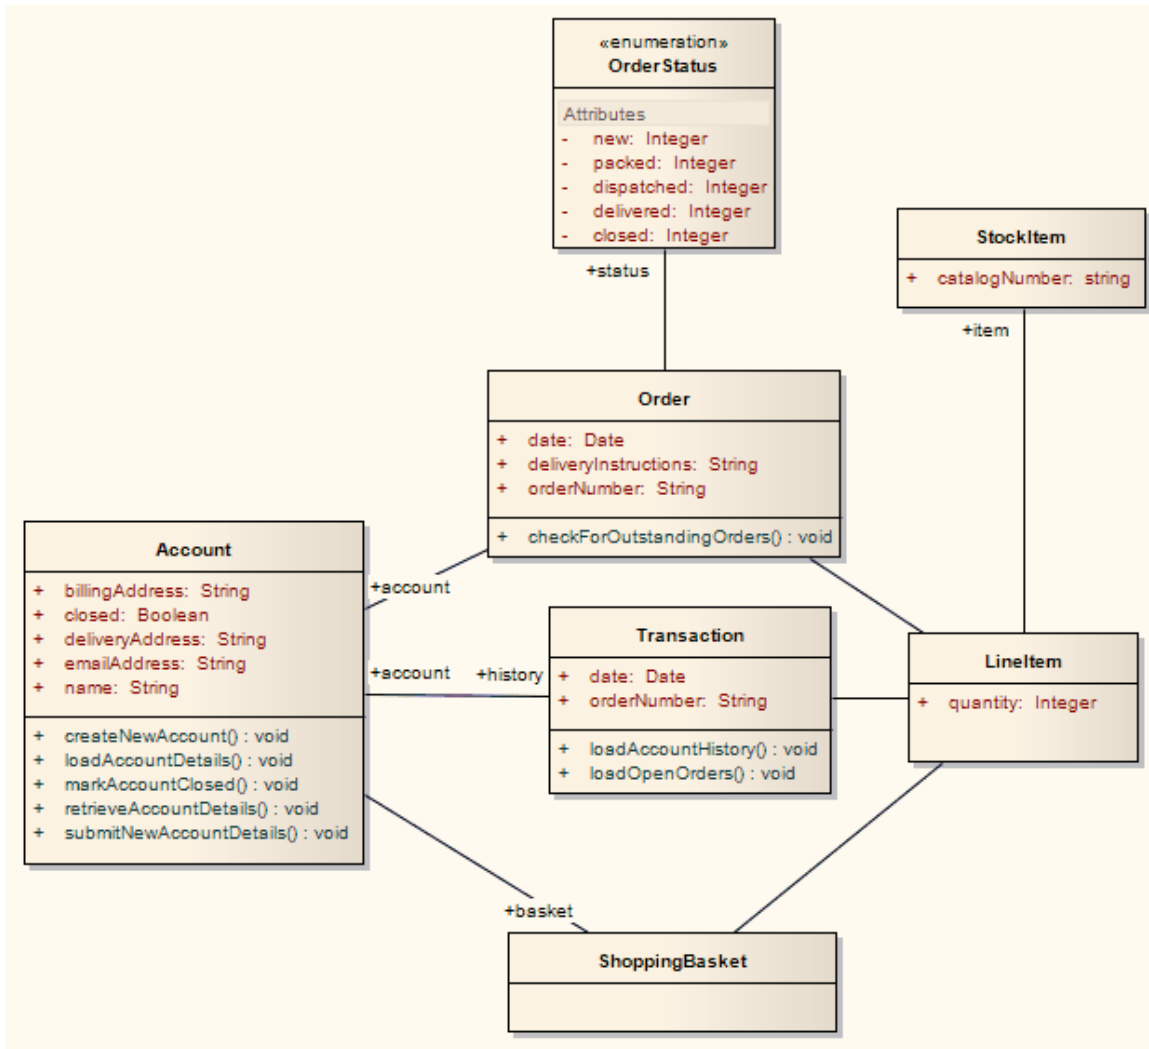 «enumeration»
OrderStatus
Attributes
- new: Integer
- packed: Integer
- dispatched: Integer
- delivered: Integer
- closed: Integer
+status
StockItem
+ catalogNumber: string
+item
Order
+ date: Date
+ deliveryInstructions: String
+ orderNumber: String
+ checkForOutstandingOrders() : void
Account
+ billingAddress: String
+ closed: Boolean
+ deliveryAddress: String
+ emailAddress: String
+ name: String
+ createNewAccount() : void
+ loadAccountDetails() : void
+ markAccountClosed() : void
+ retrieveAccountDetails() : void
+ submitNewAccountDetails() : void
+account
+account
+history
Transaction
+ date: Date
+ orderNumber: String
+ loadAccountHistory() : void
+ loadOpenOrders() : void
LineItem
+ quantity: Integer
+basket
ShoppingBasket